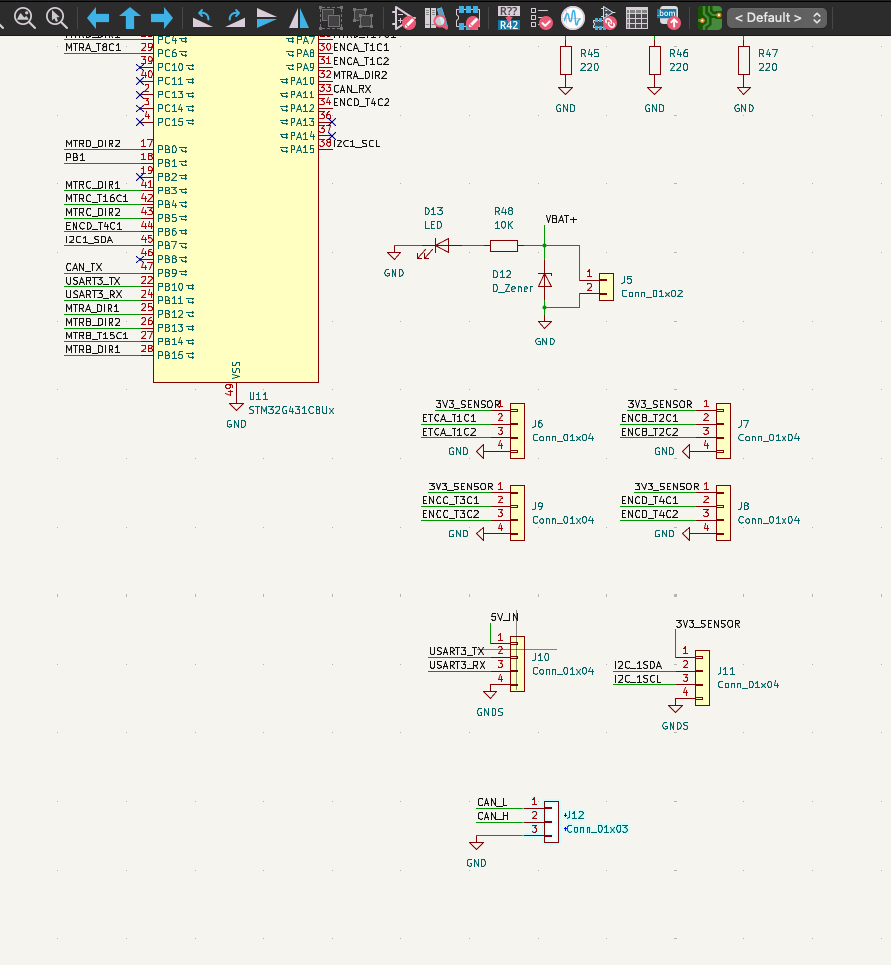 R??
R42
bom
< Default >
PC4
PA7
MTRA_T8C1 29 PC6
PA8 30 ENCA_T1C1
39 PC10
PA9 31 ENCA_T1C2
40 PC11
PA10 32 MTRA_DIR2
2 PC13
PA11 33 CAN_RX
3 PC14
PA12 34 ENCD_T4C2
4 PC15
PA13 36
PA14 37
MTRD_DIR2 17 PB0
PA15 38 I2C1_SCL
PB1 18 PB1
19 PB2
MTRC_DIR1 41 PB3
MTRC_T16C1 42 PB4
MTRC_DIR2 43 PB5
ENCD_T4C1 44 PB6
I2C1_SDA 45 PB7
46 PB8
CAN_TX 47 PB9
USART3_TX 22 PB10
USART3_RX 24 PB11
MTRA_DIR1 25 PB12
MTRB_DIR2 26 PB13
MTRB_T15C1 27 PB14
MTRB_DIR1 28 PB15
VSS
49
U11
STM32G431CBUx
GND
R45
220
GND
R46
220
GND
R47
220
GND
D13
LED
R48
10K
VBAT+
GND
D12
D_Zener
1
2
J5
Conn_01x02
GND
3V3_SENSOR 1
ETCA_T1C1 2
ETCA_T1C2 3
GND 4
J6
Conn_01x04
3V3_SENSOR 1
ENCB_T2C1 2
ENCB_T2C2 3
GND 4
J7
Conn_01x04
3V3_SENSOR 1
ENCC_T3C1 2
ENCC_T3C2 3
GND 4
J9
Conn_01x04
3V3_SENSOR 1
ENCD_T4C1 2
ENCD_T4C2 3
GND 4
J8
Conn_01x04
5V_IN
1
USART3_TX 2
USART3_RX 3
4
J10
Conn_01x04
GNDS
3V3_SENSOR
1
I2C_1SDA 2
I2C_1SCL 3
4
J11
Conn_01x04
GNDS
CAN_L 1
CAN_H 2
3
J12
Conn_01x03
GND